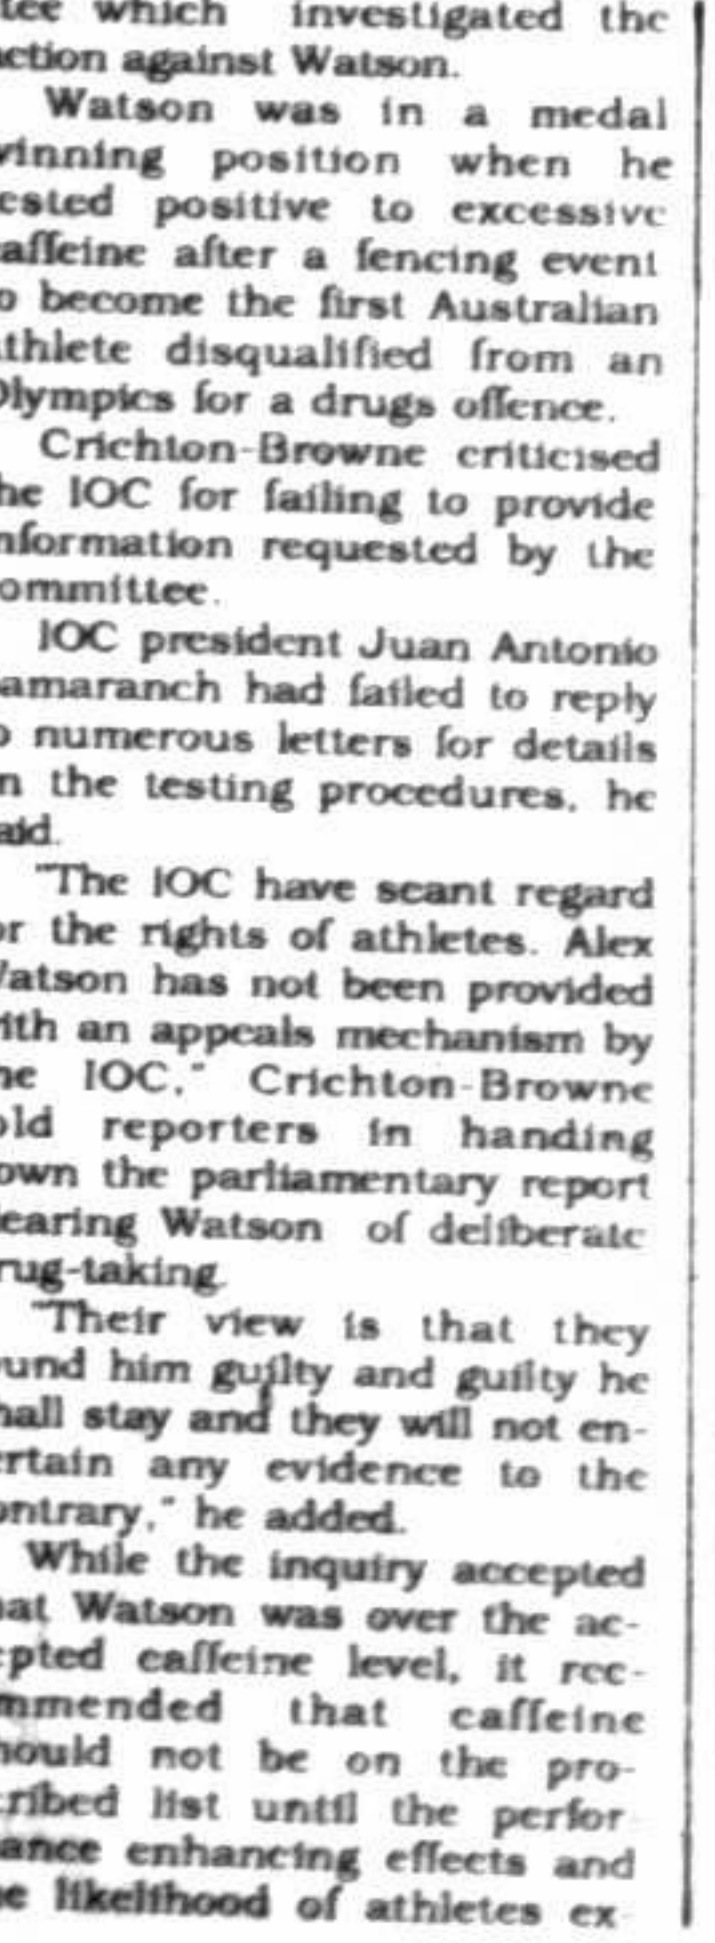 tee which investigated the
action against Watson.
Watson was in a medal
winning position when he
ested positive to excessive
affeine after a fencing event
o become the first Australian
thlete disqualified from an
Olympics for a drugs offence.
Crichton-Browne criticised
he IOC for failing to provide
nformation requested by the
ommittee.
IOC president Juan Antonio
amaranch had failed to reply
o numerous letters for details
n the testing procedures, he
aid.
"The IOC have scant regard
or the rights of athletes. Alex
Watson has not been provided
ith an appeals mechanism by
he IOC," Crichton-Browne
old reporters in handing
own the parliamentary report
learing Watson of deliberate
rug-taking.
"Their view is that they
ound him guilty and guilty he
hall stay and they will not en-
ertain any evidence to the
ontrary," he added.
While the inquiry accepted
hat Watson was over the ac-
epted caffeine level, it rec-
mmended that caffeine
hould not be on the pro-
cribed list until the perfor
ance enhancing effects and
he likelihood of athletes ex-